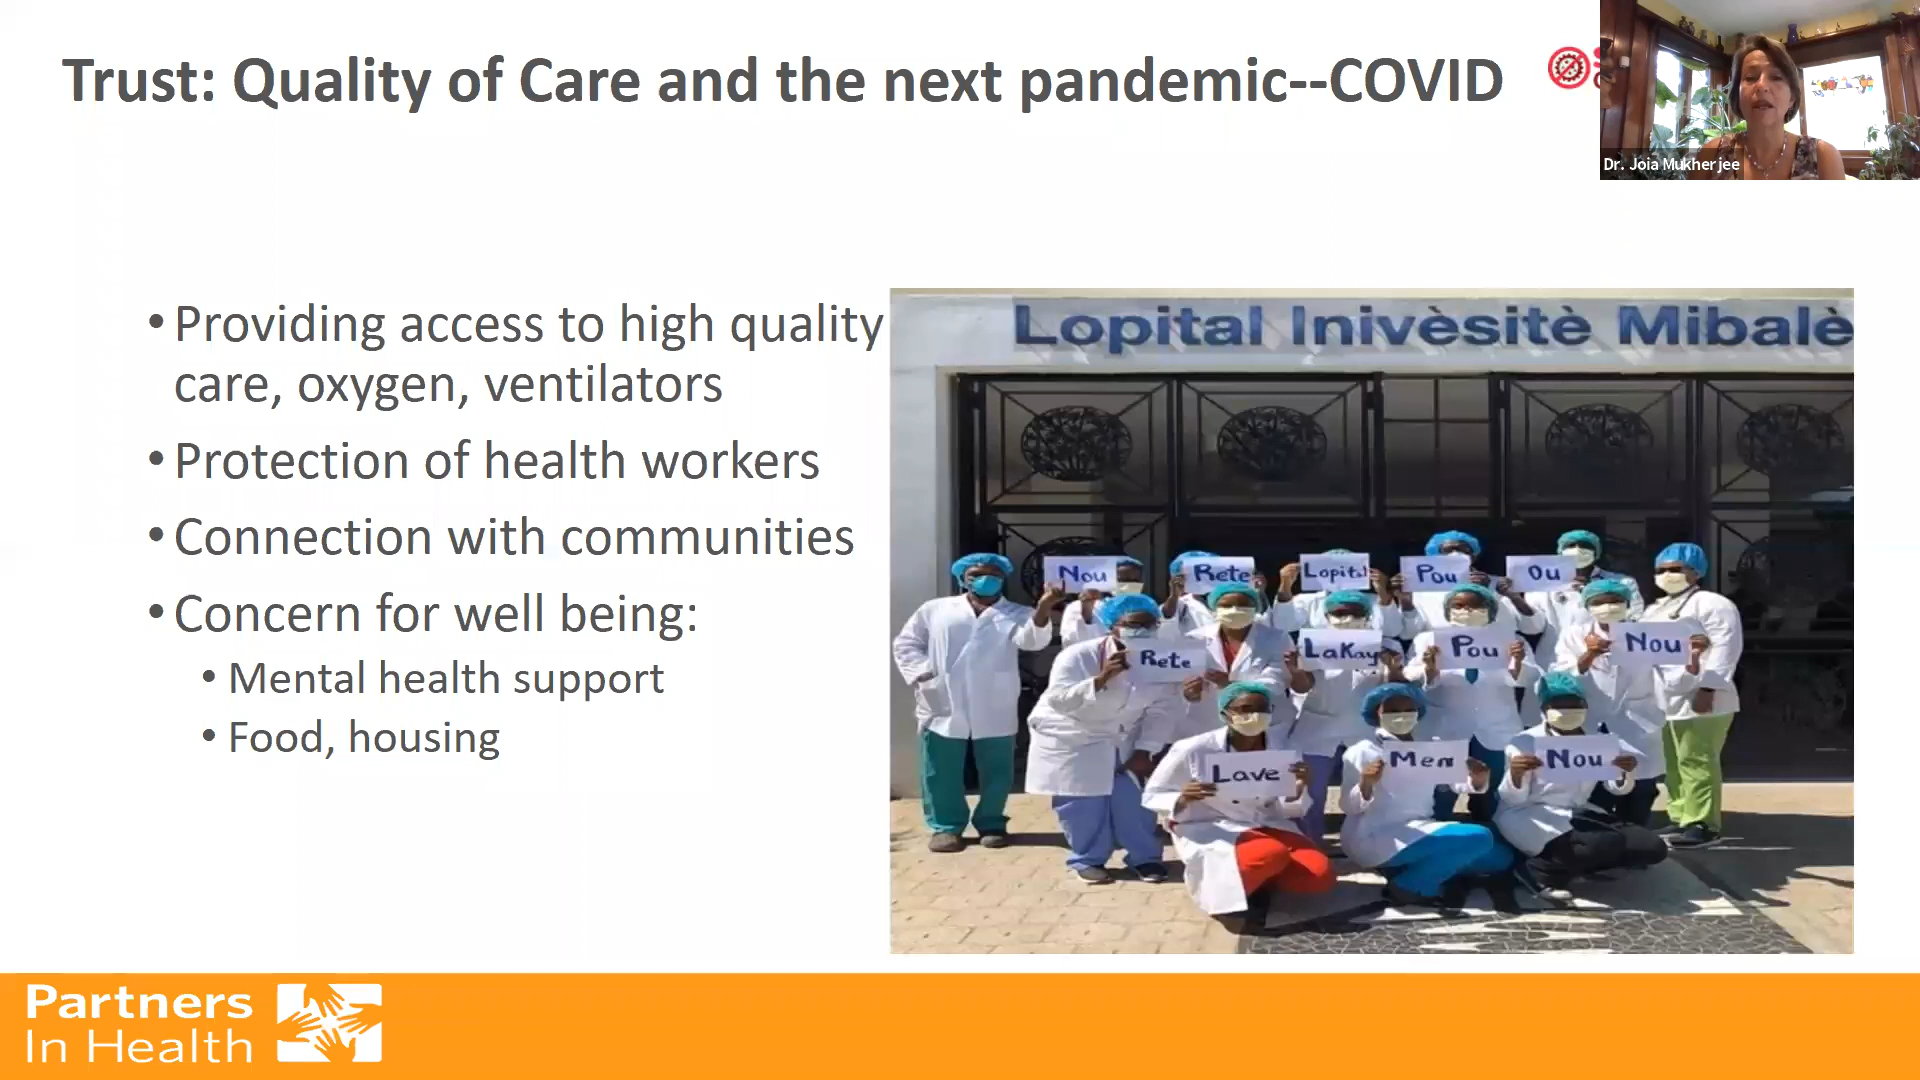 Trust: Quality of Care and the next pandemic--COVID
Dr. Joia Mukherjee
• Providing access to high quality
care, oxygen, ventilators
• Protection of health workers
• Connection with communities
• Concern for well being:
• Mental health support
• Food, housing
Lopital Inivèsitè Mibalè
Nou Rete Lopital Pou Ou
Rete Lakay Pou Nou
Lave Men Nou
Partners
In Health